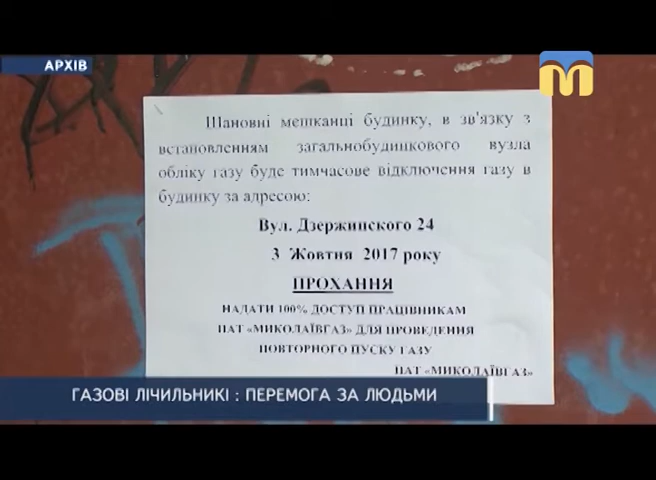 АРХІВ
М
Шановні мешканці будинку, в зв'язку з
встановленням загальнобудинкового вузла
обліку газу буде тимчасове відключення газу в
будинку за адресою:
Вул. Дзержинского 24
3 Жовтня 2017 року
ПРОХАННЯ
НАДАТИ 100% ДОСТУП ПРАЦІВНИКАМ
ПАТ «МИКОЛАЇВГАЗ» ДЛЯ ПРОВЕДЕННЯ
ПОВТОРНОГО ПУСКУ ГАЗУ
ПАТ «МИКОЛАЇВГАЗ»
ГАЗОВІ ЛІЧИЛЬНИКІ : ПЕРЕМОГА ЗА ЛЮДЬМИ